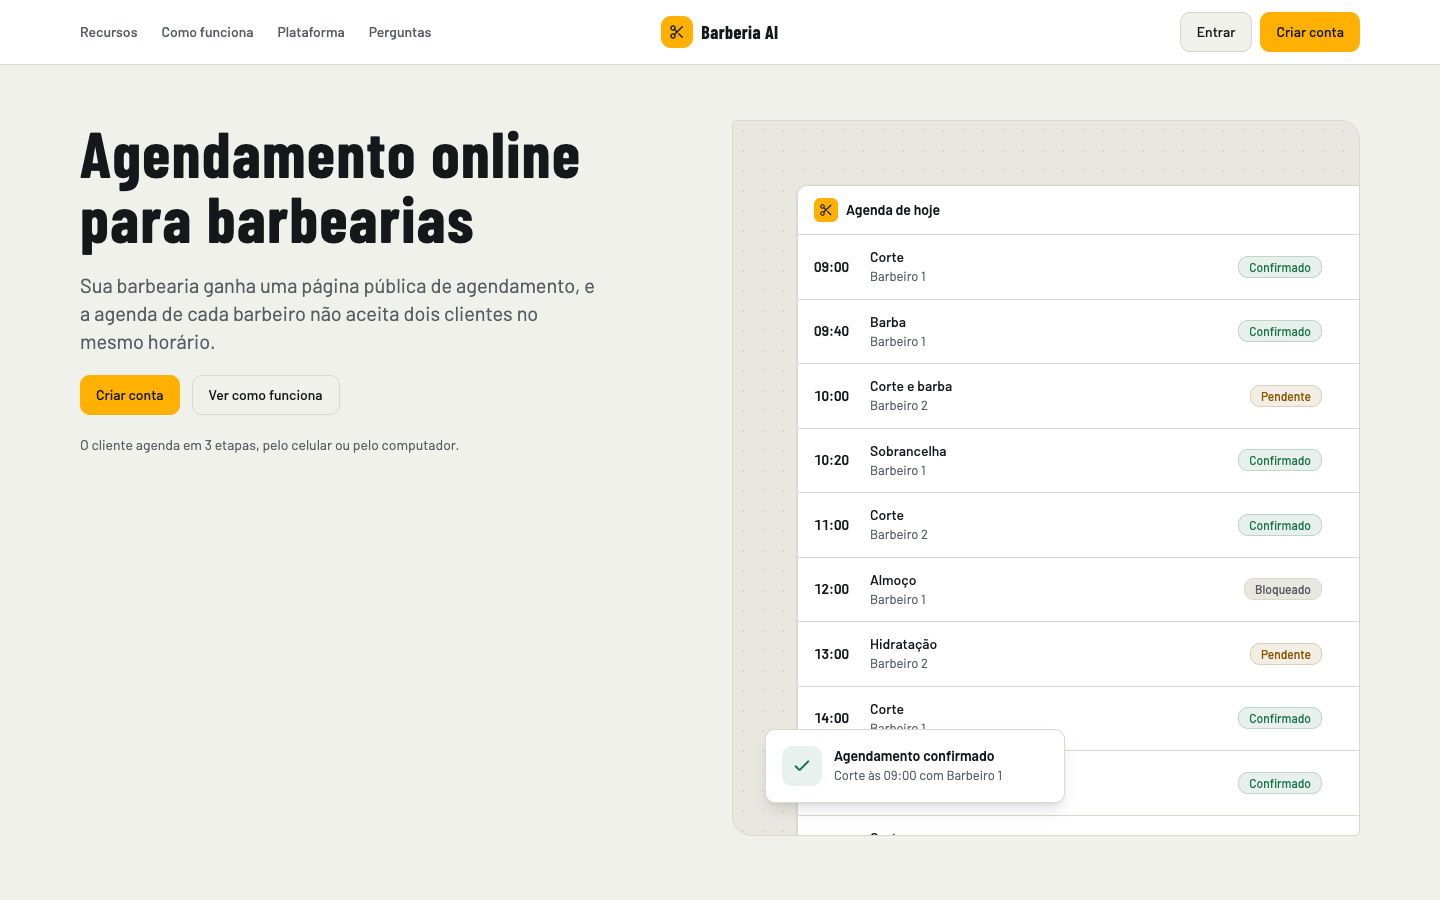 Recursos
Como funciona
Plataforma
Perguntas
Barberia AI
Entrar
Criar conta
Agendamento online
para barbearias
Sua barbearia ganha uma página pública de agendamento, e
a agenda de cada barbeiro não aceita dois clientes no
mesmo horário.
Criar conta
Ver como funciona
O cliente agenda em 3 etapas, pelo celular ou pelo computador.
Agenda de hoje
09:00
Corte
Barbeiro 1
Confirmado
09:40
Barba
Barbeiro 1
Confirmado
10:00
Corte e barba
Barbeiro 2
Pendente
10:20
Sobrancelha
Barbeiro 1
Confirmado
11:00
Corte
Barbeiro 2
Confirmado
12:00
Almoço
Barbeiro 1
Bloqueado
13:00
Hidratação
Barbeiro 2
Pendente
14:00
Corte
Barbeiro 1
Confirmado
Agendamento confirmado
Corte às 09:00 com Barbeiro 1
Confirmado